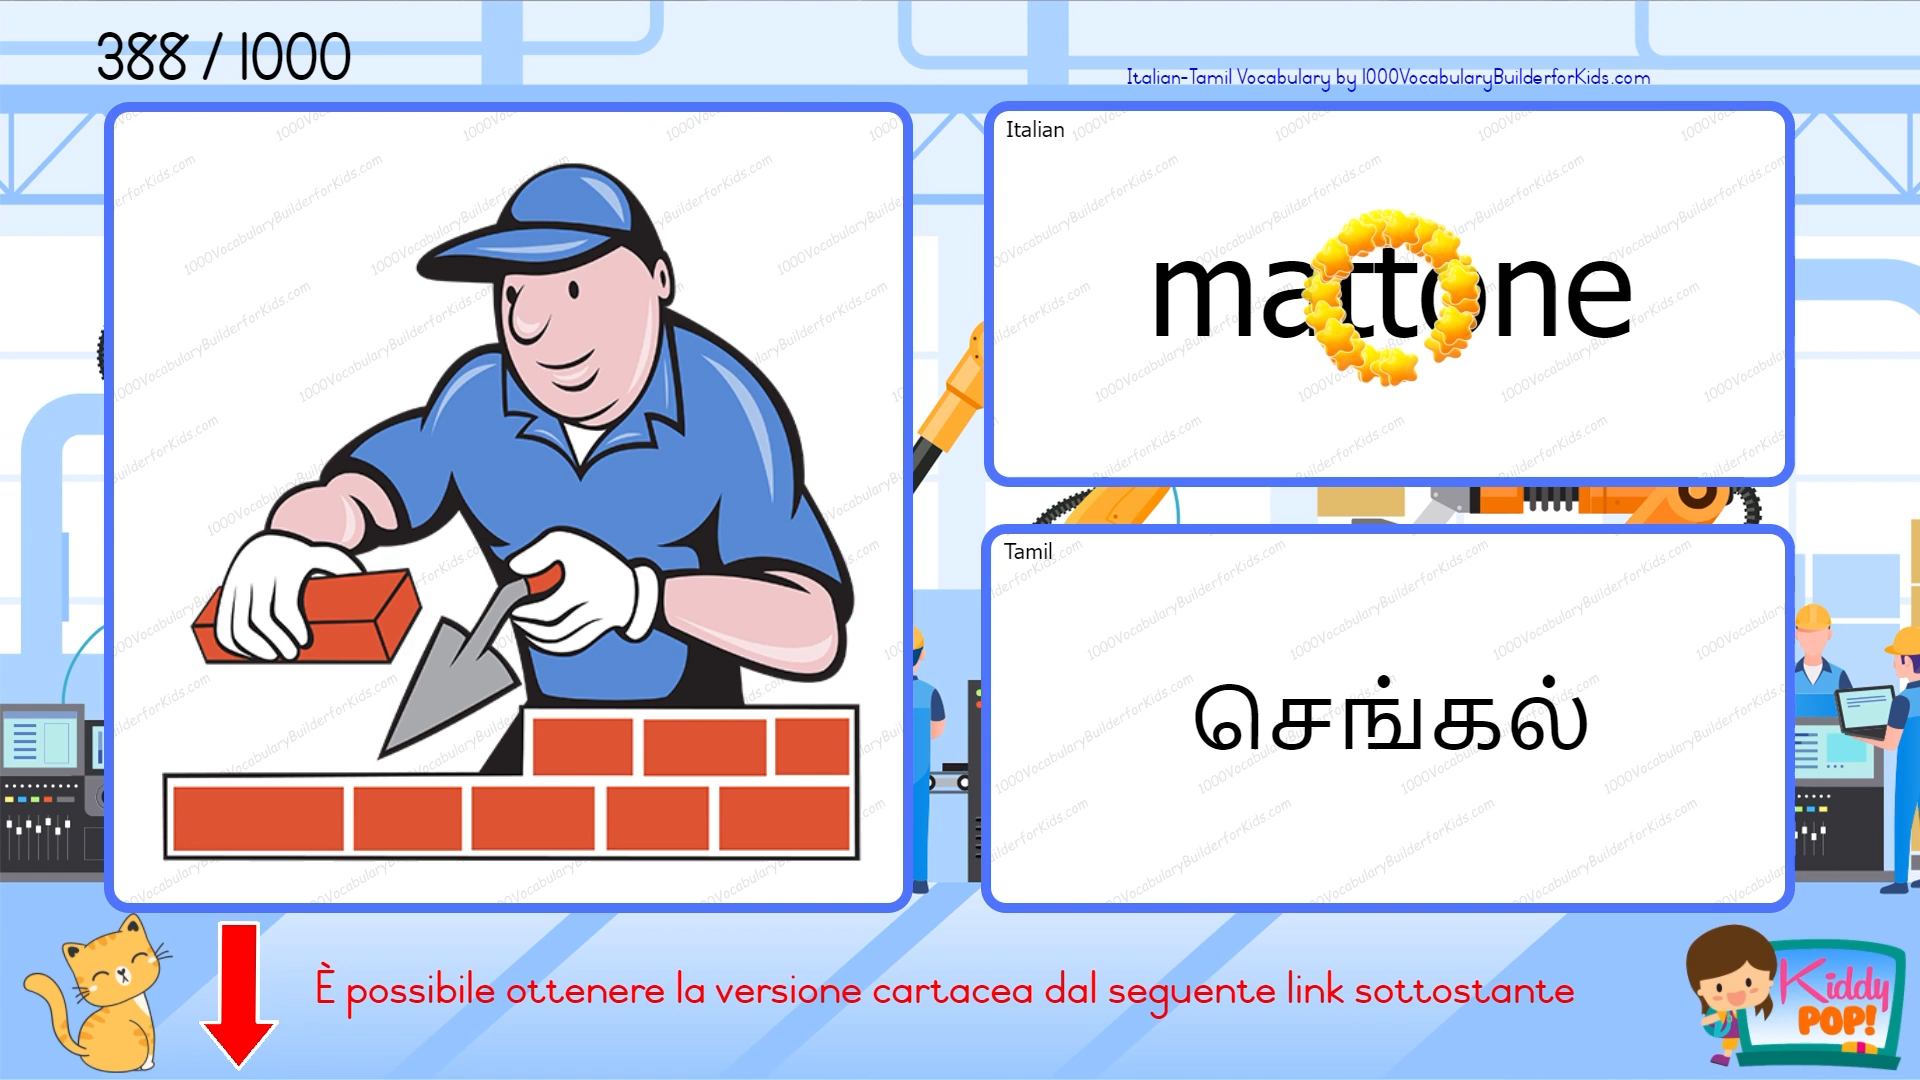 388 / 1000
Italian-Tamil Vocabulary by 1000VocabularyBuilderforKids.com
Italian
mattone
Tamil
செங்கல்
È possibile ottenere la versione cartacea dal seguente link sottostante
Kiddy
POP!